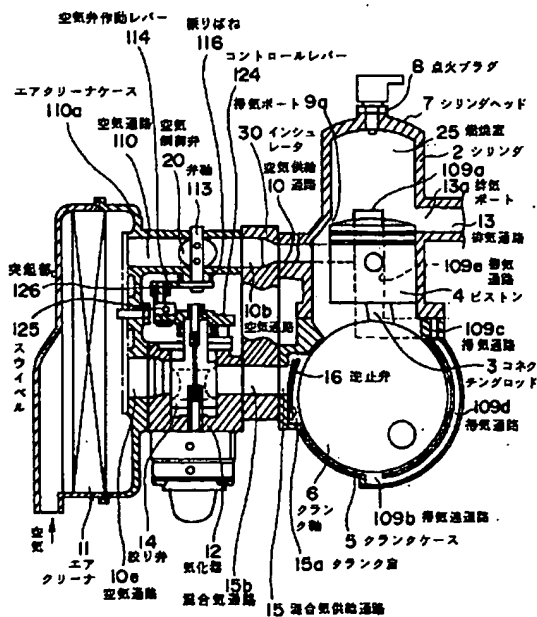 空気弁作動レバー
114
捩りばね
116
コントロールレバー
124
8 点火プラグ
7 シリンダヘッド
エアクリーナケース
110a
掃気ポート 9a
25 燃焼室
2 シリンダ
空気通路
110
空気
制御弁
20
弁軸
113
30 インシュ
レータ
空気供給
10 通路
109a
13a 排気
ポート
13
排気通路
突起部
126
125
スウイベル
10b
空気通路
109e 掃気
通路
4 ピストン
109c
掃気通路
3 コネク
チングロッド
16 逆止弁
109d
掃気通路
6
クランク
軸
空気
11
エア
クリーナ
10e
空気通路
14
絞り弁
12
気化器
15b
混合気通路
15a クランク室
15 混合気供給通路
5 クランクケース
109b 掃気連通路